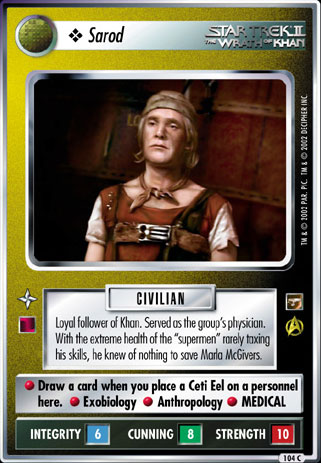 ❖ Sarod
STAR TREK II
THE WRATH OF KHAN
TM & © 2002 PAR. PIC. TM & © 2002 DECIPHER INC.
CIVILIAN
Loyal follower of Khan. Served as the group's physician.
With the extreme health of the "supermen" rarely taxing
his skills, he knew of nothing to save Marla McGivers.
● Draw a card when you place a Ceti Eel on a personnel
here. ● Exobiology ● Anthropology ● MEDICAL
INTEGRITY 6 CUNNING 8 STRENGTH 10
104 C